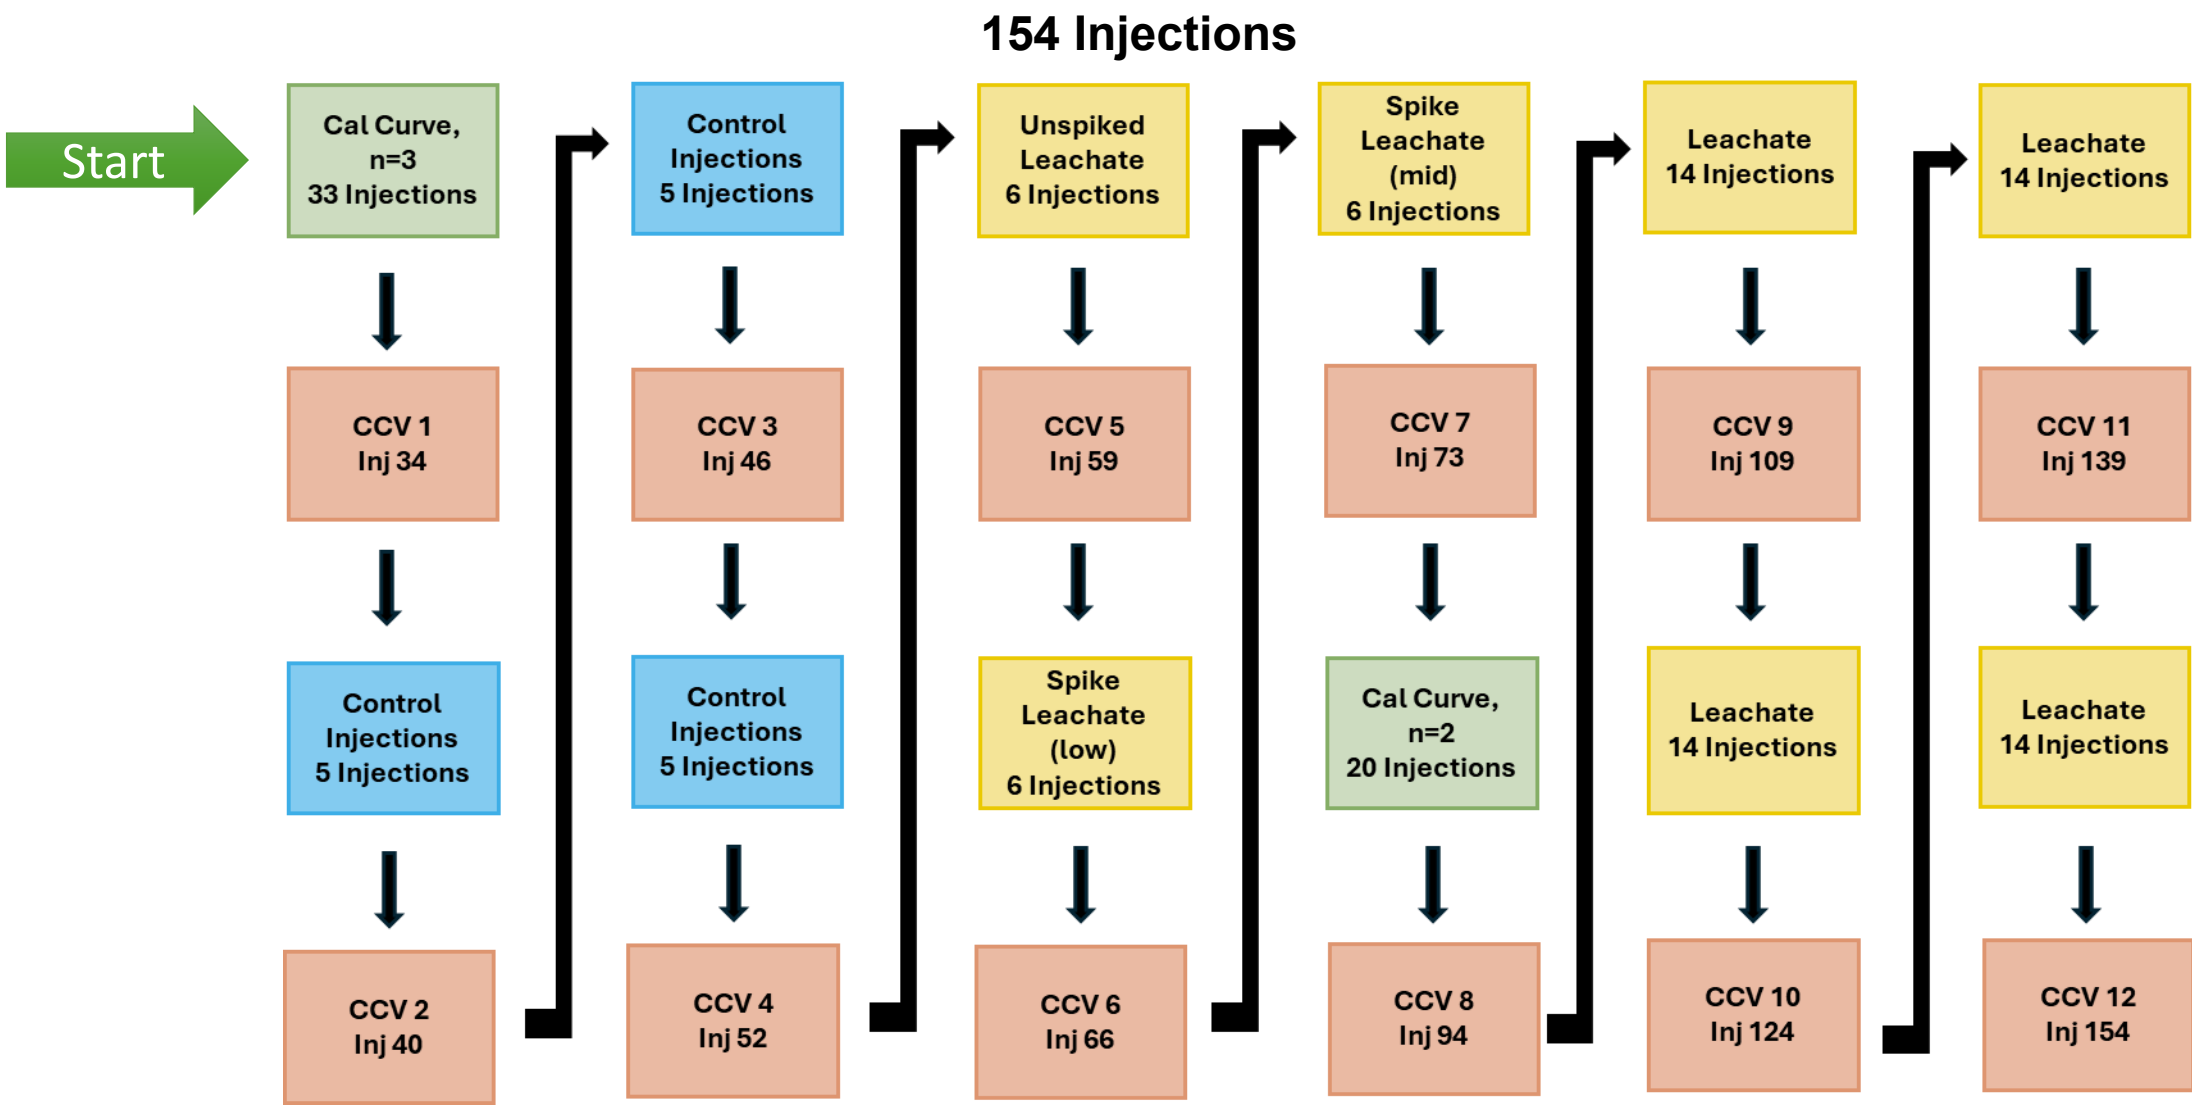 154 Injections
Start
Cal Curve,
n=3
33 Injections
CCV 1
Inj 34
Control
Injections
5 Injections
CCV 2
Inj 40
Control
Injections
5 Injections
CCV 3
Inj 46
Control
Injections
5 Injections
CCV 4
Inj 52
Unspiked
Leachate
6 Injections
CCV 5
Inj 59
Spike
Leachate
(low)
6 Injections
CCV 6
Inj 66
Spike
Leachate
(mid)
6 Injections
CCV 7
Inj 73
Cal Curve,
n=2
20 Injections
CCV 8
Inj 94
Leachate
14 Injections
CCV 9
Inj 109
Leachate
14 Injections
CCV 10
Inj 124
Leachate
14 Injections
CCV 11
Inj 139
Leachate
14 Injections
CCV 12
Inj 154